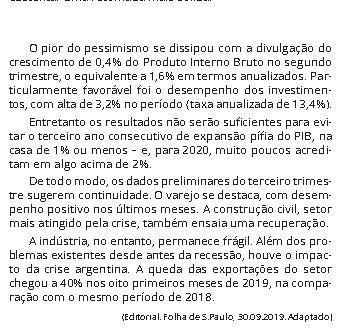 O pior do pessimismo se dissipou com a divulgação do
crescimento de 0,4% do Produto Interno Bruto no segundo
trimestre, o equivalente a 1,6% em termos anualizados. Par-
ticularmente favorável foi o desempenho dos investimen-
tos, com alta de 3,2% no período (taxa anualizada de 13,4%).
Entretanto os resultados não serão suficientes para evi-
tar o terceiro ano consecutivo de expansão pífia do PIB, na
casa de 1% ou menos – e, para 2020, muito poucos acredi-
tam em algo acima de 2%.
De todo modo, os dados preliminares do terceiro trimes-
tre sugerem continuidade. O varejo se destaca, com desem-
penho positivo nos últimos meses. A construção civil, setor
mais atingido pela crise, também ensaia uma recuperação.
A indústria, no entanto, permanece frágil. Além dos pro-
blemas existentes desde antes da recessão, houve o impac-
to da crise argentina. A queda das exportações do setor
chegou a 40% nos oito primeiros meses de 2019, na compa-
ração com o mesmo período de 2018.
(Editorial. Folha de S.Paulo, 30.09.2019. Adaptado)